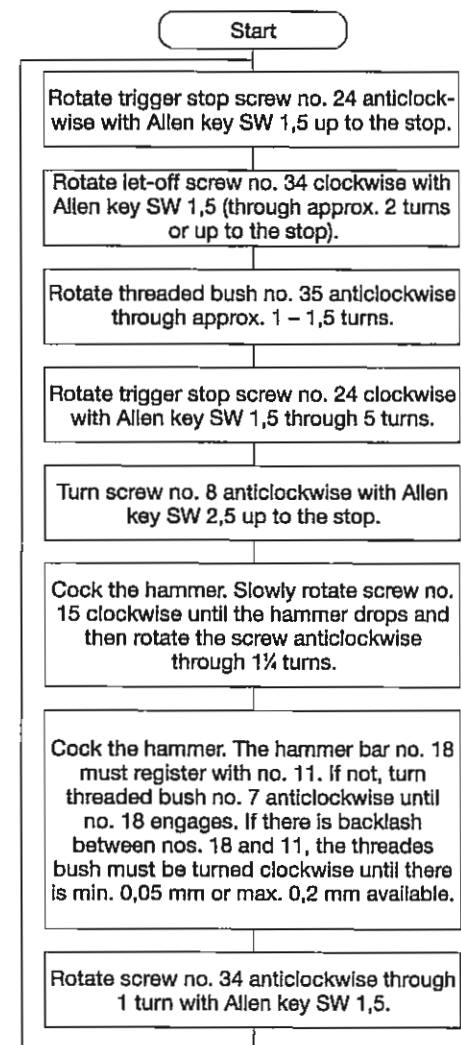 Start
Rotate trigger stop screw no. 24 anticlock-
wise with Allen key SW 1,5 up to the stop.
Rotate let-off screw no. 34 clockwise with
Allen key SW 1,5 (through approx. 2 turns
or up to the stop).
Rotate threaded bush no. 35 anticlockwise
through approx. 1 – 1,5 turns.
Rotate trigger stop screw no. 24 clockwise
with Allen key SW 1,5 through 5 turns.
Turn screw no. 8 anticlockwise with Allen
key SW 2,5 up to the stop.
Cock the hammer. Slowly rotate screw no.
15 clockwise until the hammer drops and
then rotate the screw anticlockwise
through 1¼ turns.
Cock the hammer. The hammer bar no. 18
must register with no. 11. If not, turn
threaded bush no. 7 anticlockwise until
no. 18 engages. If there is backlash
between nos. 18 and 11, the threades
bush must be turned clockwise until there
is min. 0,05 mm or max. 0,2 mm available.
Rotate screw no. 34 anticlockwise through
1 turn with Allen key SW 1,5.